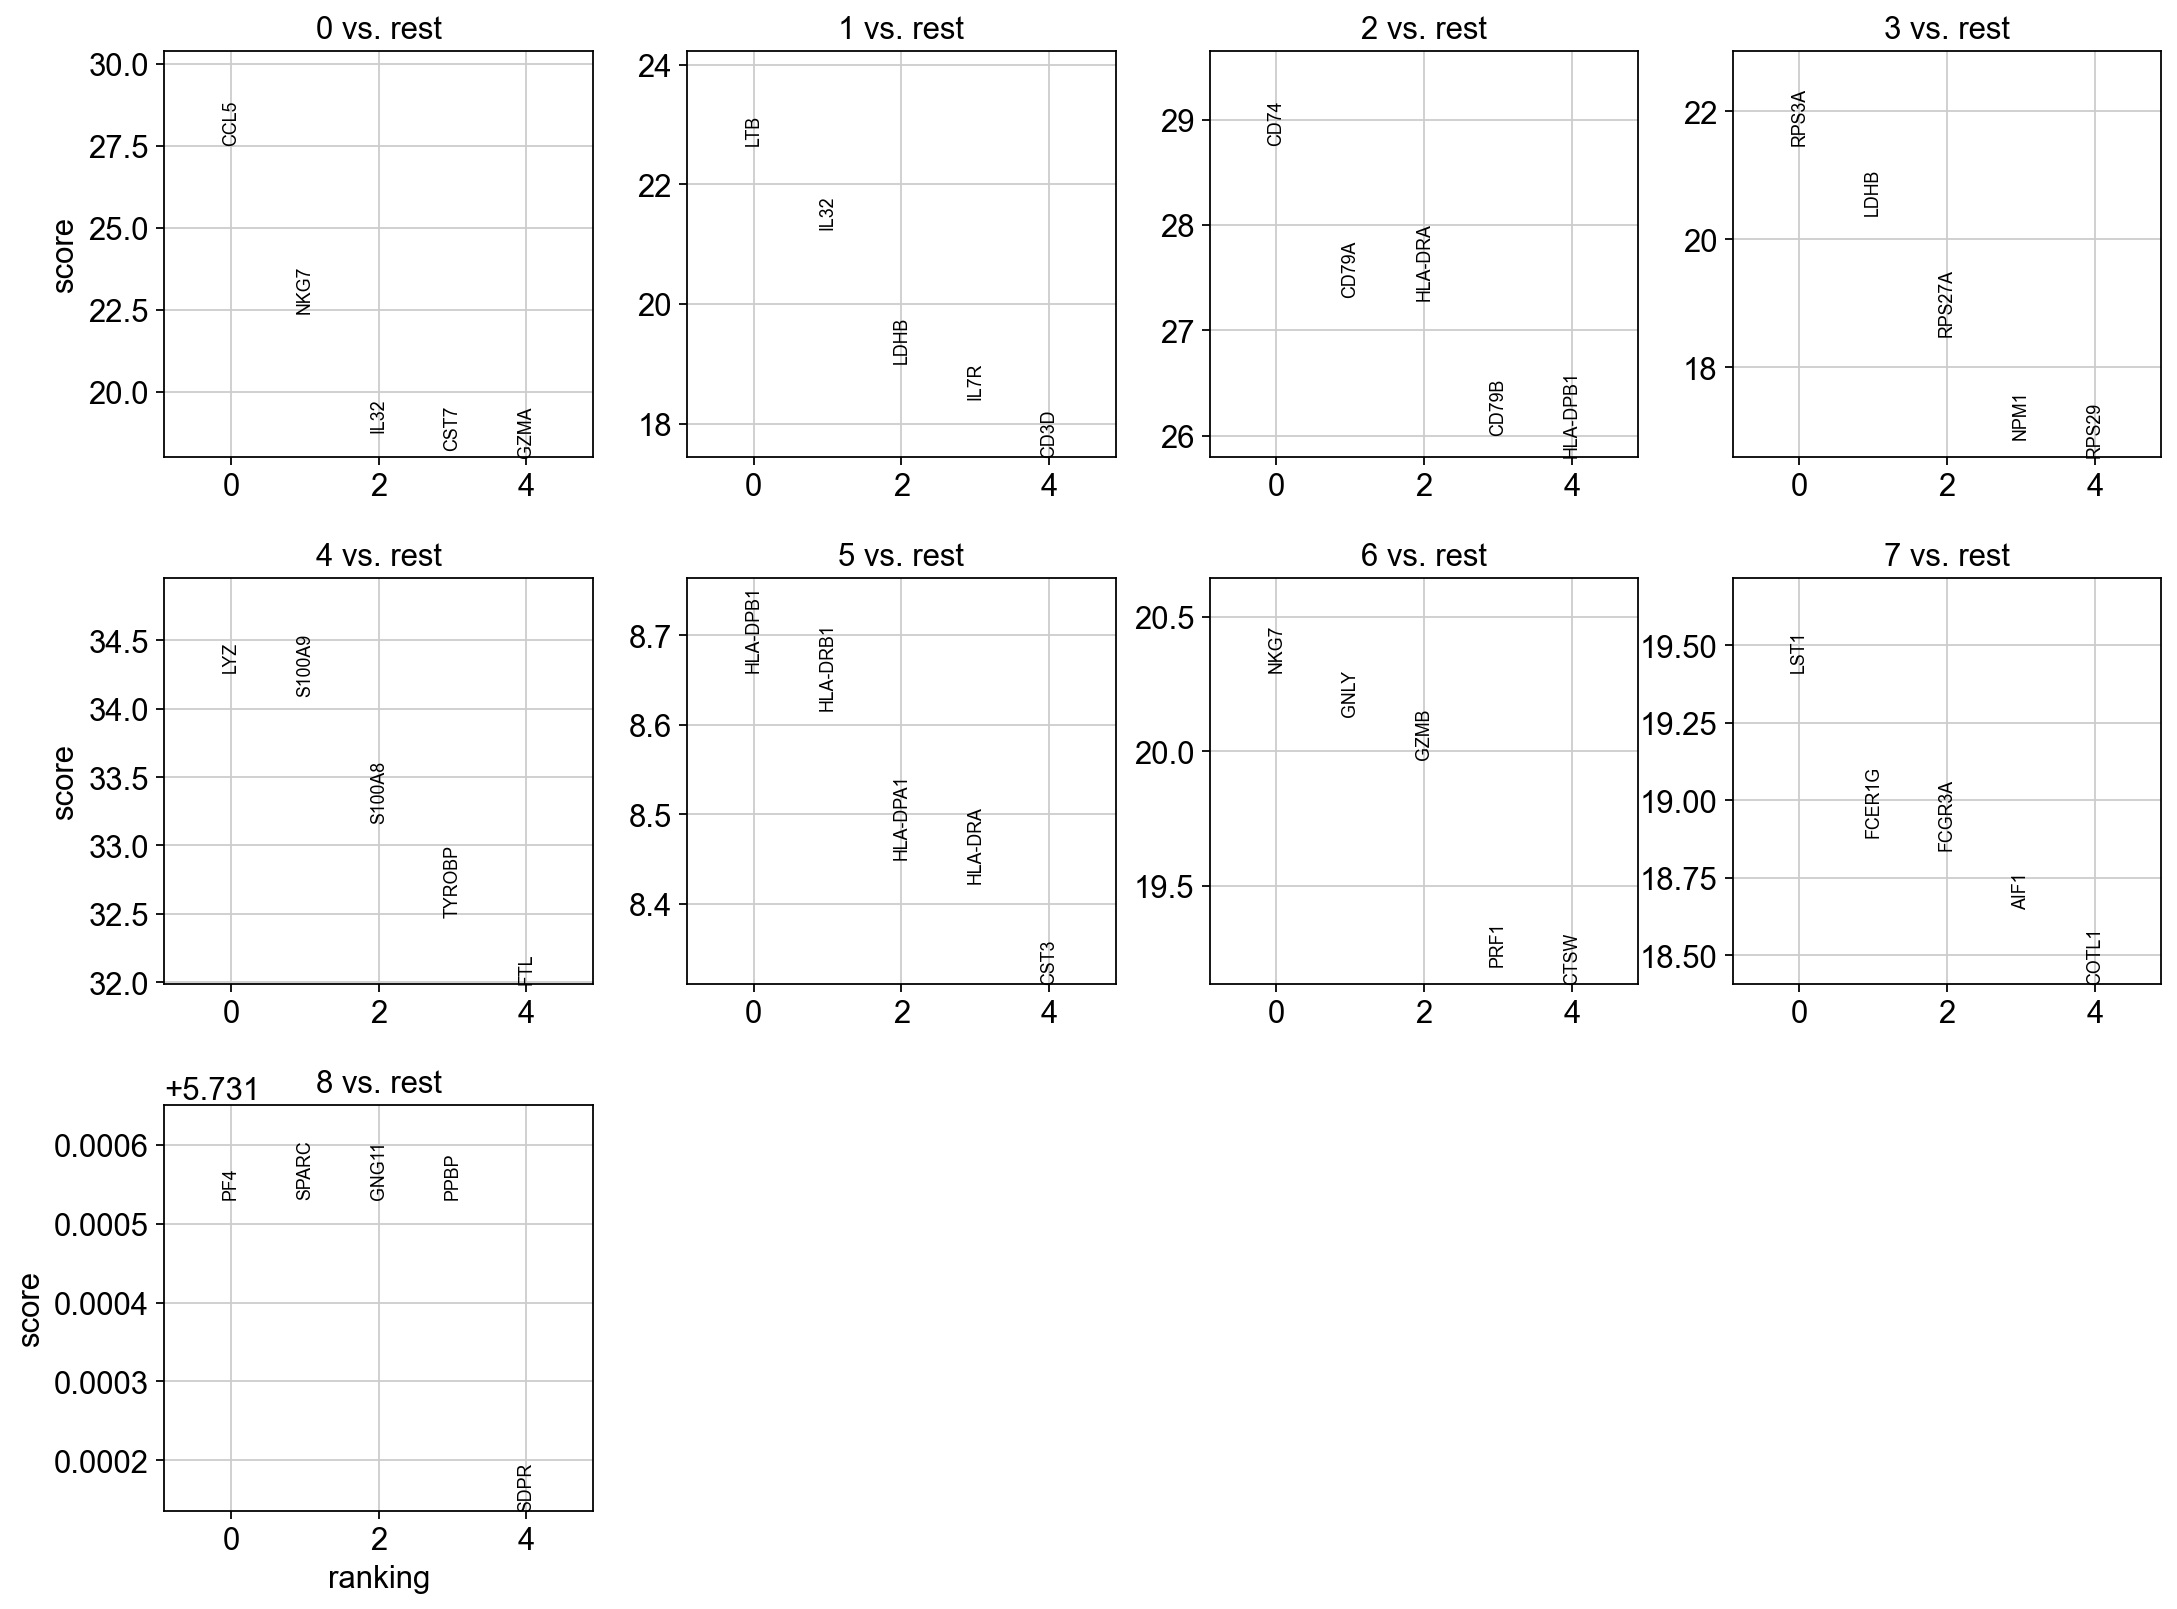 0 vs. rest
score
30.0
27.5
25.0
22.5
20.0
CCL5
NKG7
IL32
CST7
GZMA
0 2 4
1 vs. rest
24
22
20
18
LTB
IL32
LDHB
IL7R
CD3D
0 2 4
2 vs. rest
29
28
27
26
CD74
CD79A
HLA-DRA
CD79B
HLA-DPB1
0 2 4
3 vs. rest
22
20
18
RPS3A
LDHB
RPS27A
NPM1
RPS29
0 2 4
4 vs. rest
score
34.5
34.0
33.5
33.0
32.5
32.0
LYZ
S100A9
S100A8
TYROBP
FTL
0 2 4
5 vs. rest
8.7
8.6
8.5
8.4
HLA-DPB1
HLA-DRB1
HLA-DPA1
HLA-DRA
CST3
0 2 4
6 vs. rest
20.5
20.0
19.5
NKG7
GNLY
GZMB
PRF1
CTSW
0 2 4
7 vs. rest
19.50
19.25
19.00
18.75
18.50
LST1
FCER1G
FCGR3A
AIF1
COTL1
0 2 4
+5.731
8 vs. rest
score
0.0006
0.0005
0.0004
0.0003
0.0002
PF4
SPARC
GNG11
PPBP
SDPR
0 2 4
ranking